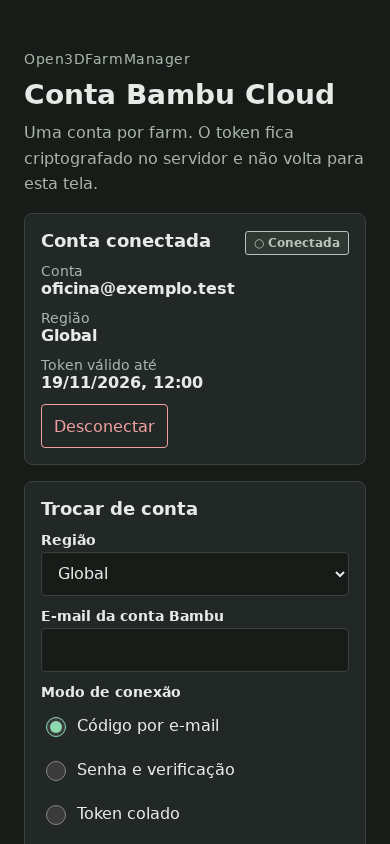 Open3DFarmManager
Conta Bambu Cloud
Uma conta por farm. O token fica
criptografado no servidor e não volta para
esta tela.
Conta conectada
○ Conectada
Conta
oficina@exemplo.test
Região
Global
Token válido até
19/11/2026, 12:00
Desconectar
Trocar de conta
Região
Global
E-mail da conta Bambu
Modo de conexão
Código por e-mail
Senha e verificação
Token colado